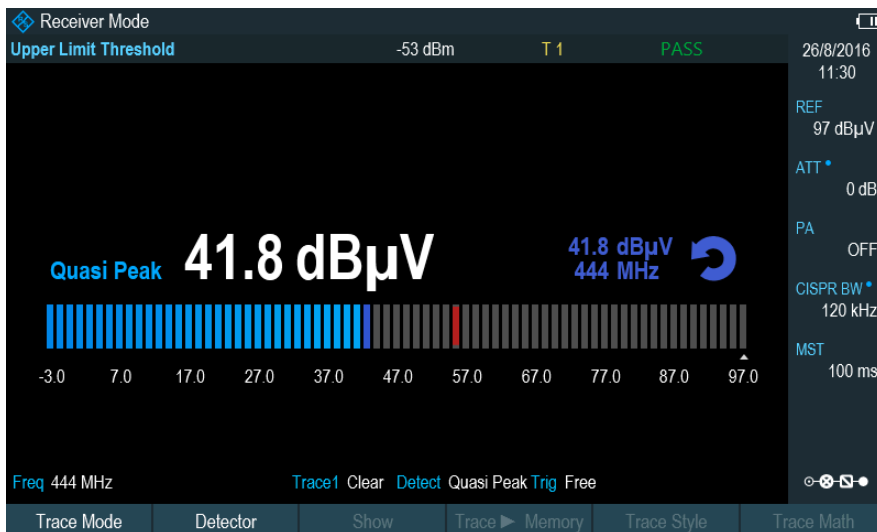 Receiver Mode
Upper Limit Threshold -53 dBm T 1 PASS
26/8/2016
11:30
REF
97 dBµV
ATT
0 dB
PA
OFF
CISPR BW
120 kHz
MST
100 ms
Quasi Peak 41.8 dBµV
41.8 dBµV
444 MHz
-3.0 7.0 17.0 27.0 37.0 47.0 57.0 67.0 77.0 87.0 97.0
Freq 444 MHz Trace1 Clear Detect Quasi Peak Trig Free
Trace Mode Detector Show Trace ► Memory Trace Style Trace Math